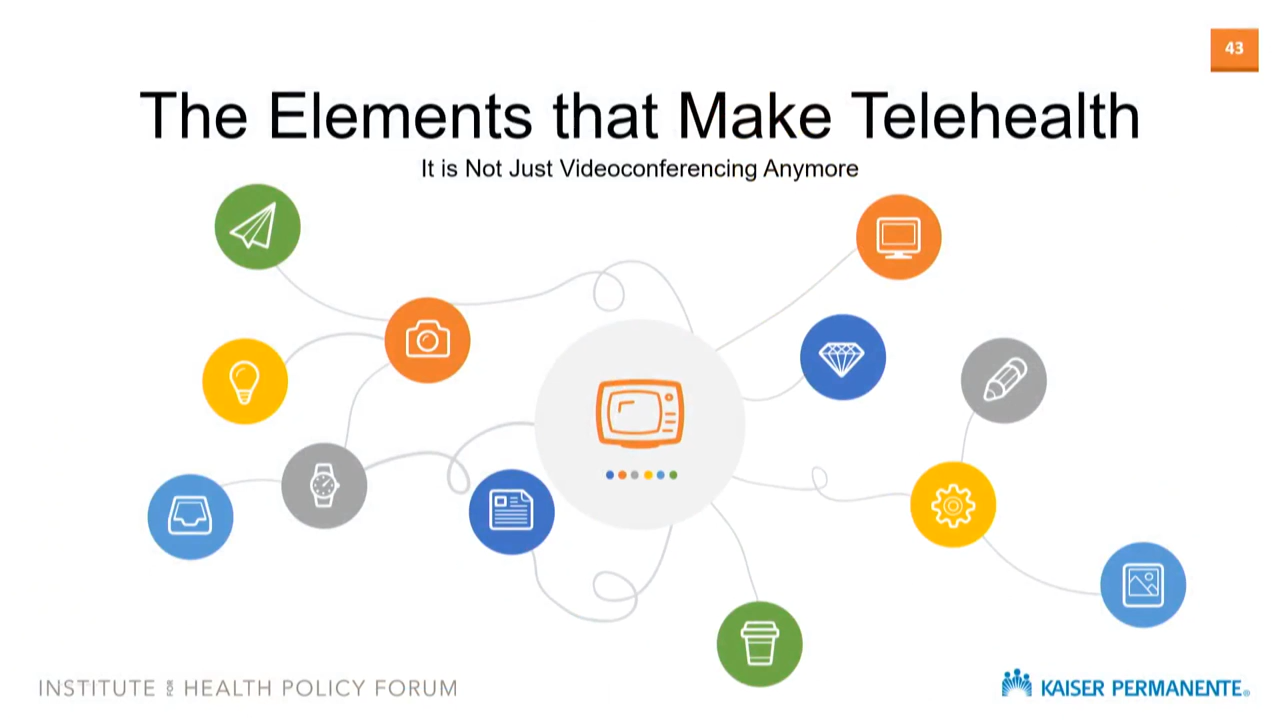 43
The Elements that Make Telehealth
It is Not Just Videoconferencing Anymore
INSTITUTE FOR HEALTH POLICY FORUM
KAISER PERMANENTE®